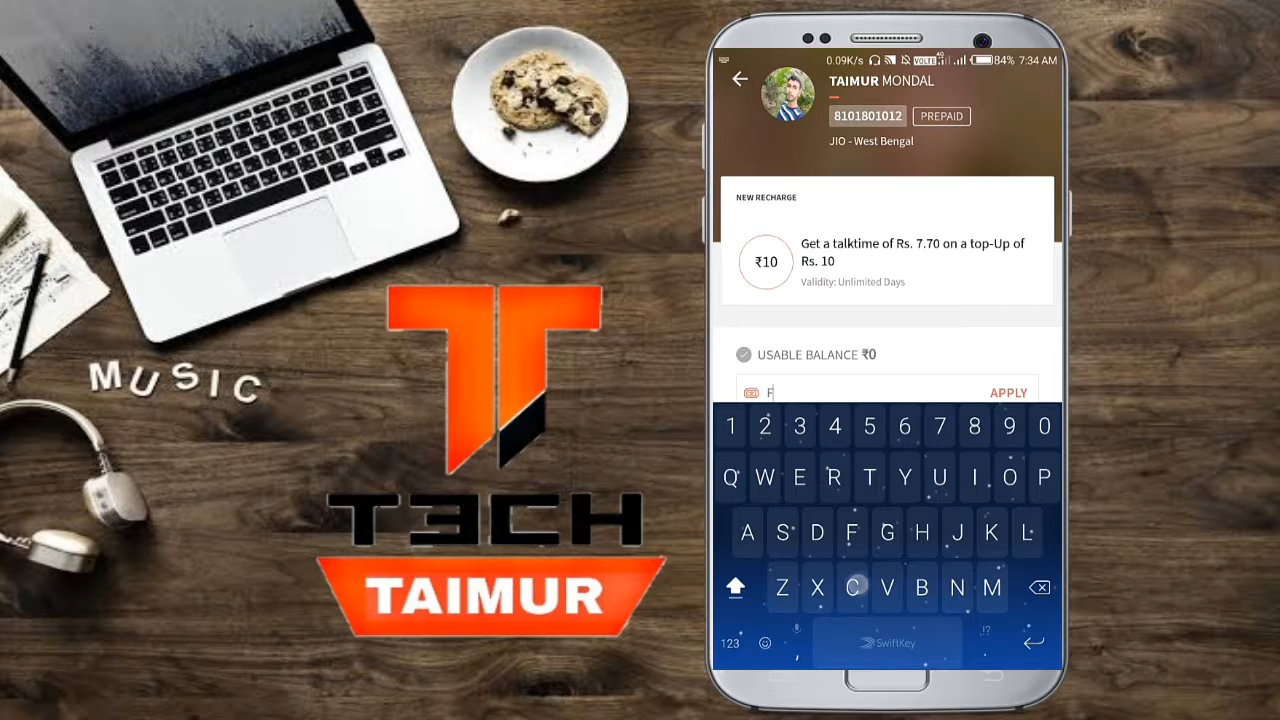 MUSIC
T3CH
TAIMUR
0.09K/s VOLTE 4G 84% 7:34 AM
TAIMUR MONDAL
8101801012 PREPAID
JIO - West Bengal
NEW RECHARGE
₹10
Get a talktime of Rs. 7.70 on a top-Up of
Rs. 10
Validity: Unlimited Days
USABLE BALANCE ₹0
F APPLY
1 2 3 4 5 6 7 8 9 0
Q W E R T Y U I O P
A S D F G H J K L
Z X C V B N M
123 , SwiftKey !?